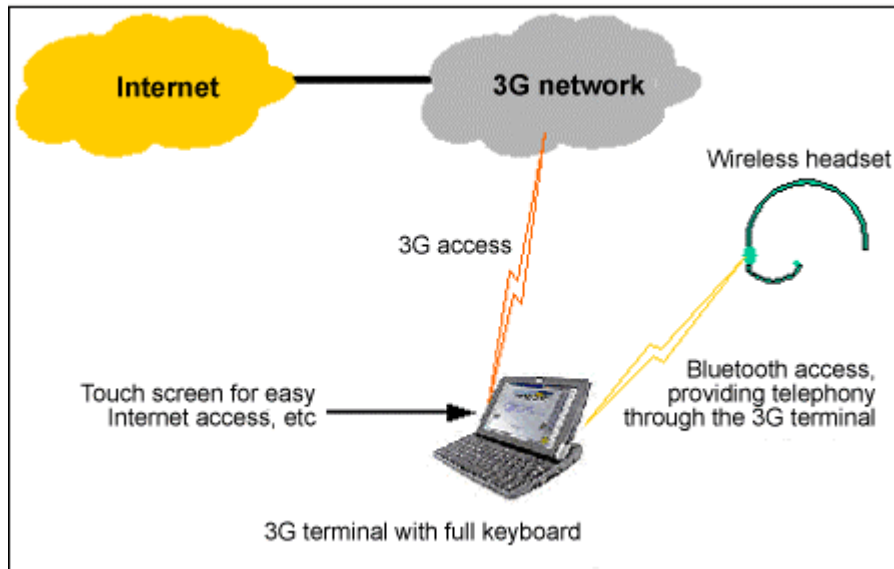 Internet
3G network
Wireless headset
3G access
Touch screen for easy
Internet access, etc
Bluetooth access,
providing telephony
through the 3G terminal
3G terminal with full keyboard